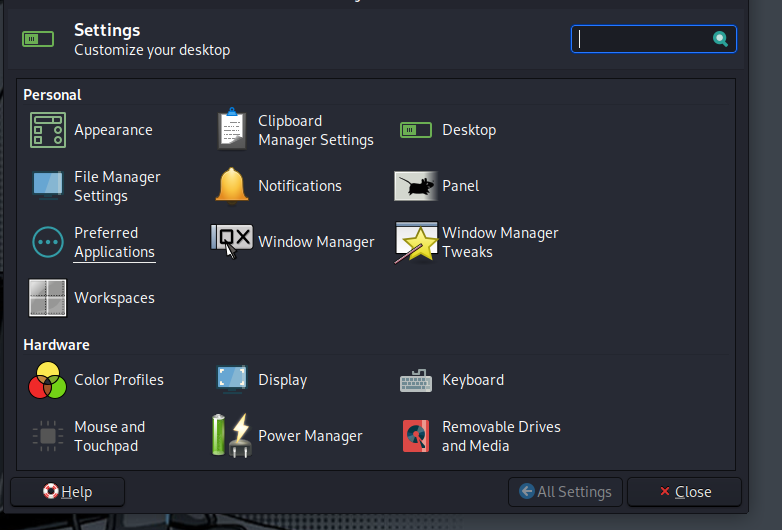 Settings
Customize your desktop
Personal
Appearance
Clipboard
Manager Settings
Desktop
File Manager
Settings
Notifications
Panel
Preferred
Applications
Window Manager
Window Manager
Tweaks
Workspaces
Hardware
Color Profiles
Display
Keyboard
Mouse and
Touchpad
Power Manager
Removable Drives
and Media
Help
All Settings
Close